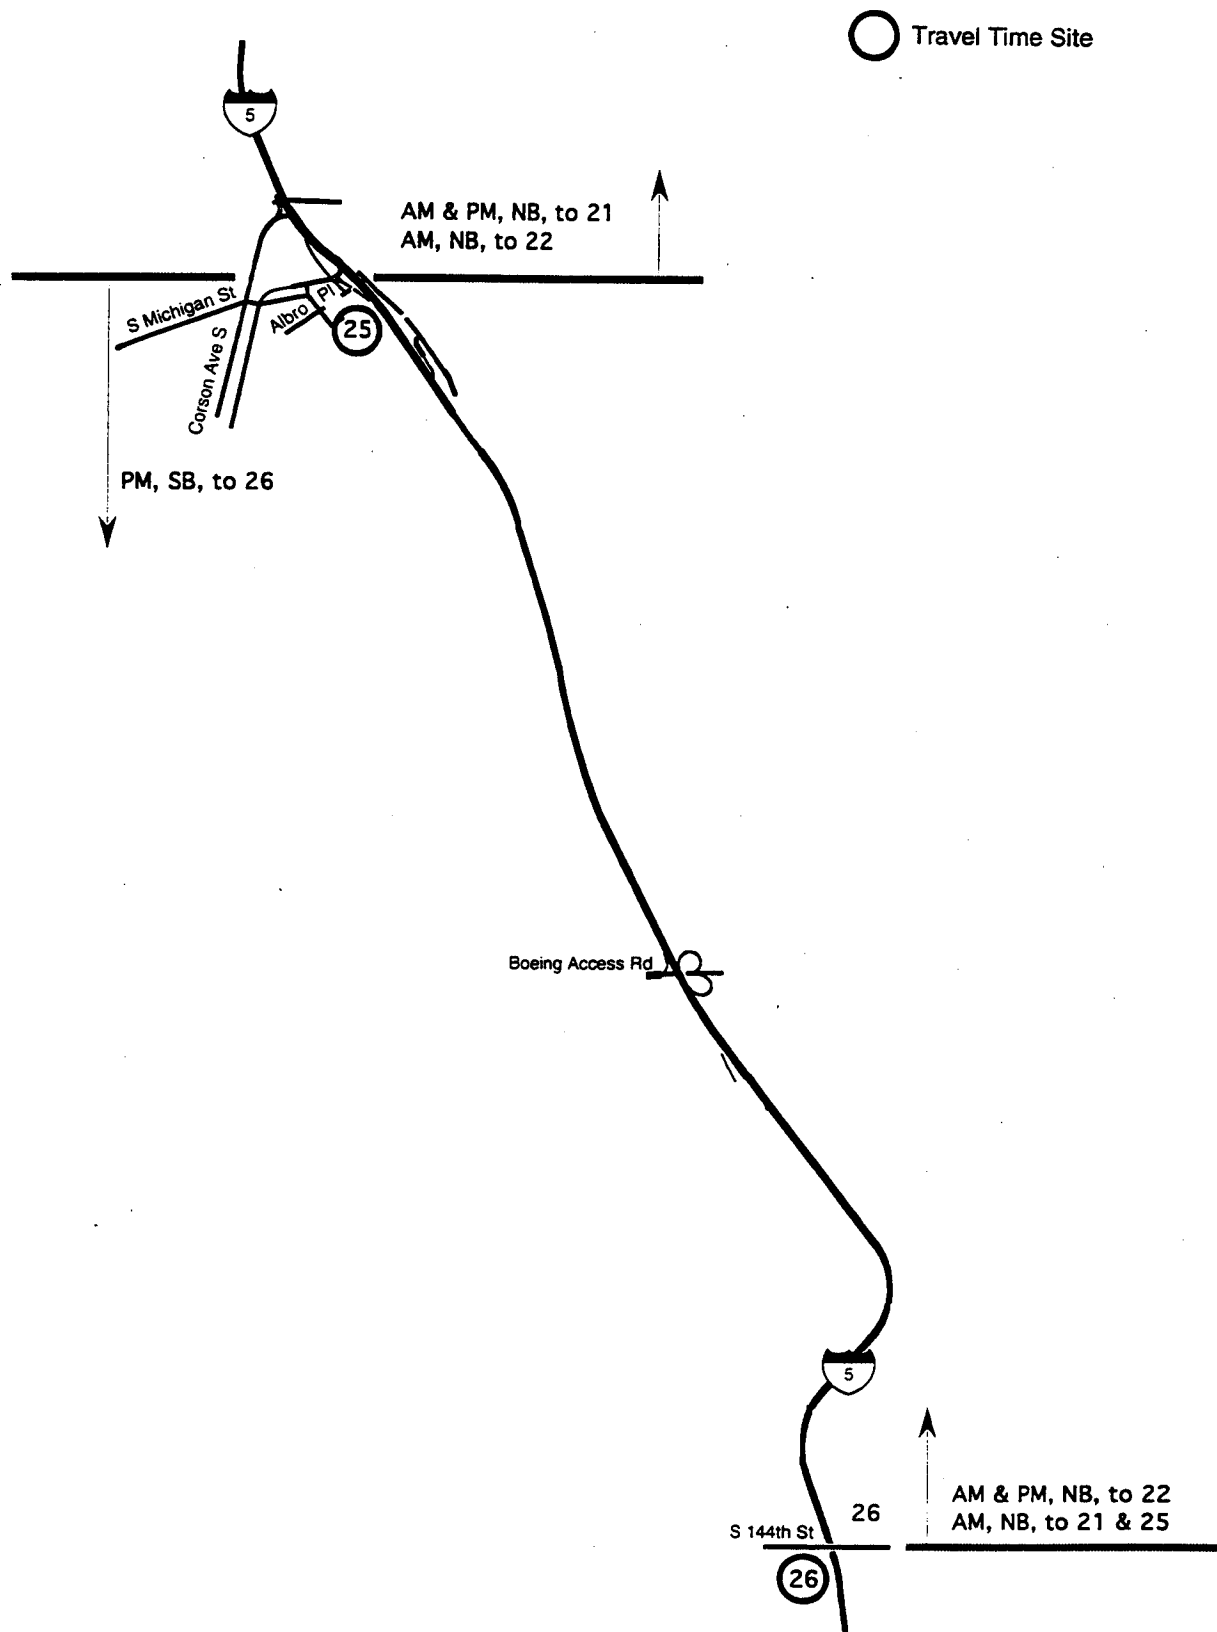 Travel Time Site
5
AM & PM, NB, to 21
AM, NB, to 22
S Michigan St
Albro Pl
25
Corson Ave S
PM, SB, to 26
Boeing Access Rd
5
AM & PM, NB, to 22
AM, NB, to 21 & 25
26
S 144th St
26